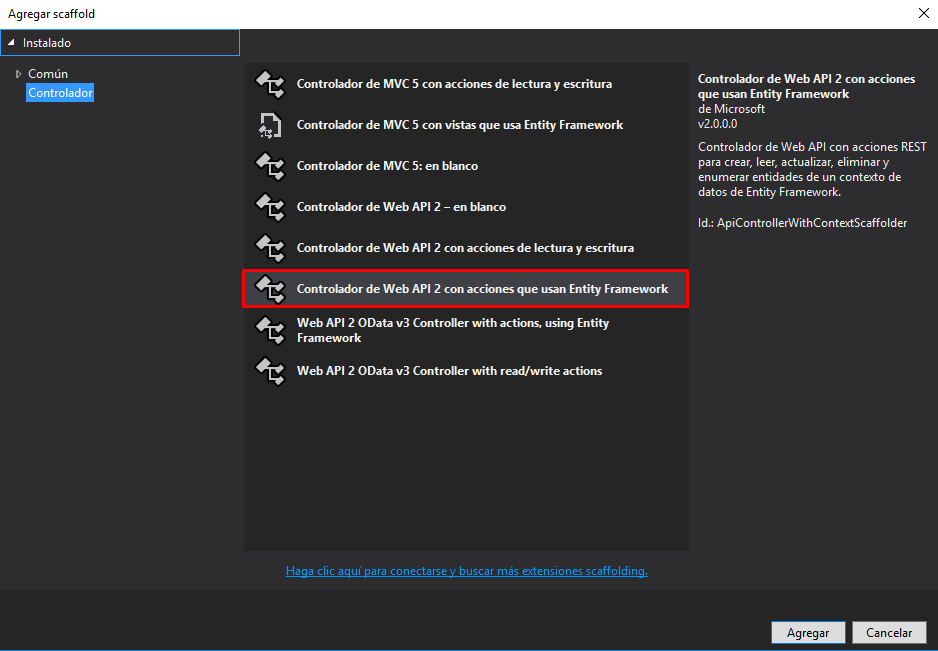 Agregar scaffold
Instalado
Común
Controlador
Controlador de MVC 5 con acciones de lectura y escritura
Controlador de MVC 5 con vistas que usa Entity Framework
Controlador de MVC 5: en blanco
Controlador de Web API 2 – en blanco
Controlador de Web API 2 con acciones de lectura y escritura
Controlador de Web API 2 con acciones que usan Entity Framework
Web API 2 OData v3 Controller with actions, using Entity
Framework
Web API 2 OData v3 Controller with read/write actions
Haga clic aquí para conectarse y buscar más extensiones scaffolding.
Controlador de Web API 2 con acciones
que usan Entity Framework
de Microsoft
v2.0.0.0
Controlador de Web API con acciones REST
para crear, leer, actualizar, eliminar y
enumerar entidades de un contexto de
datos de Entity Framework.
Id.: ApiControllerWithContextScaffolder
Agregar
Cancelar